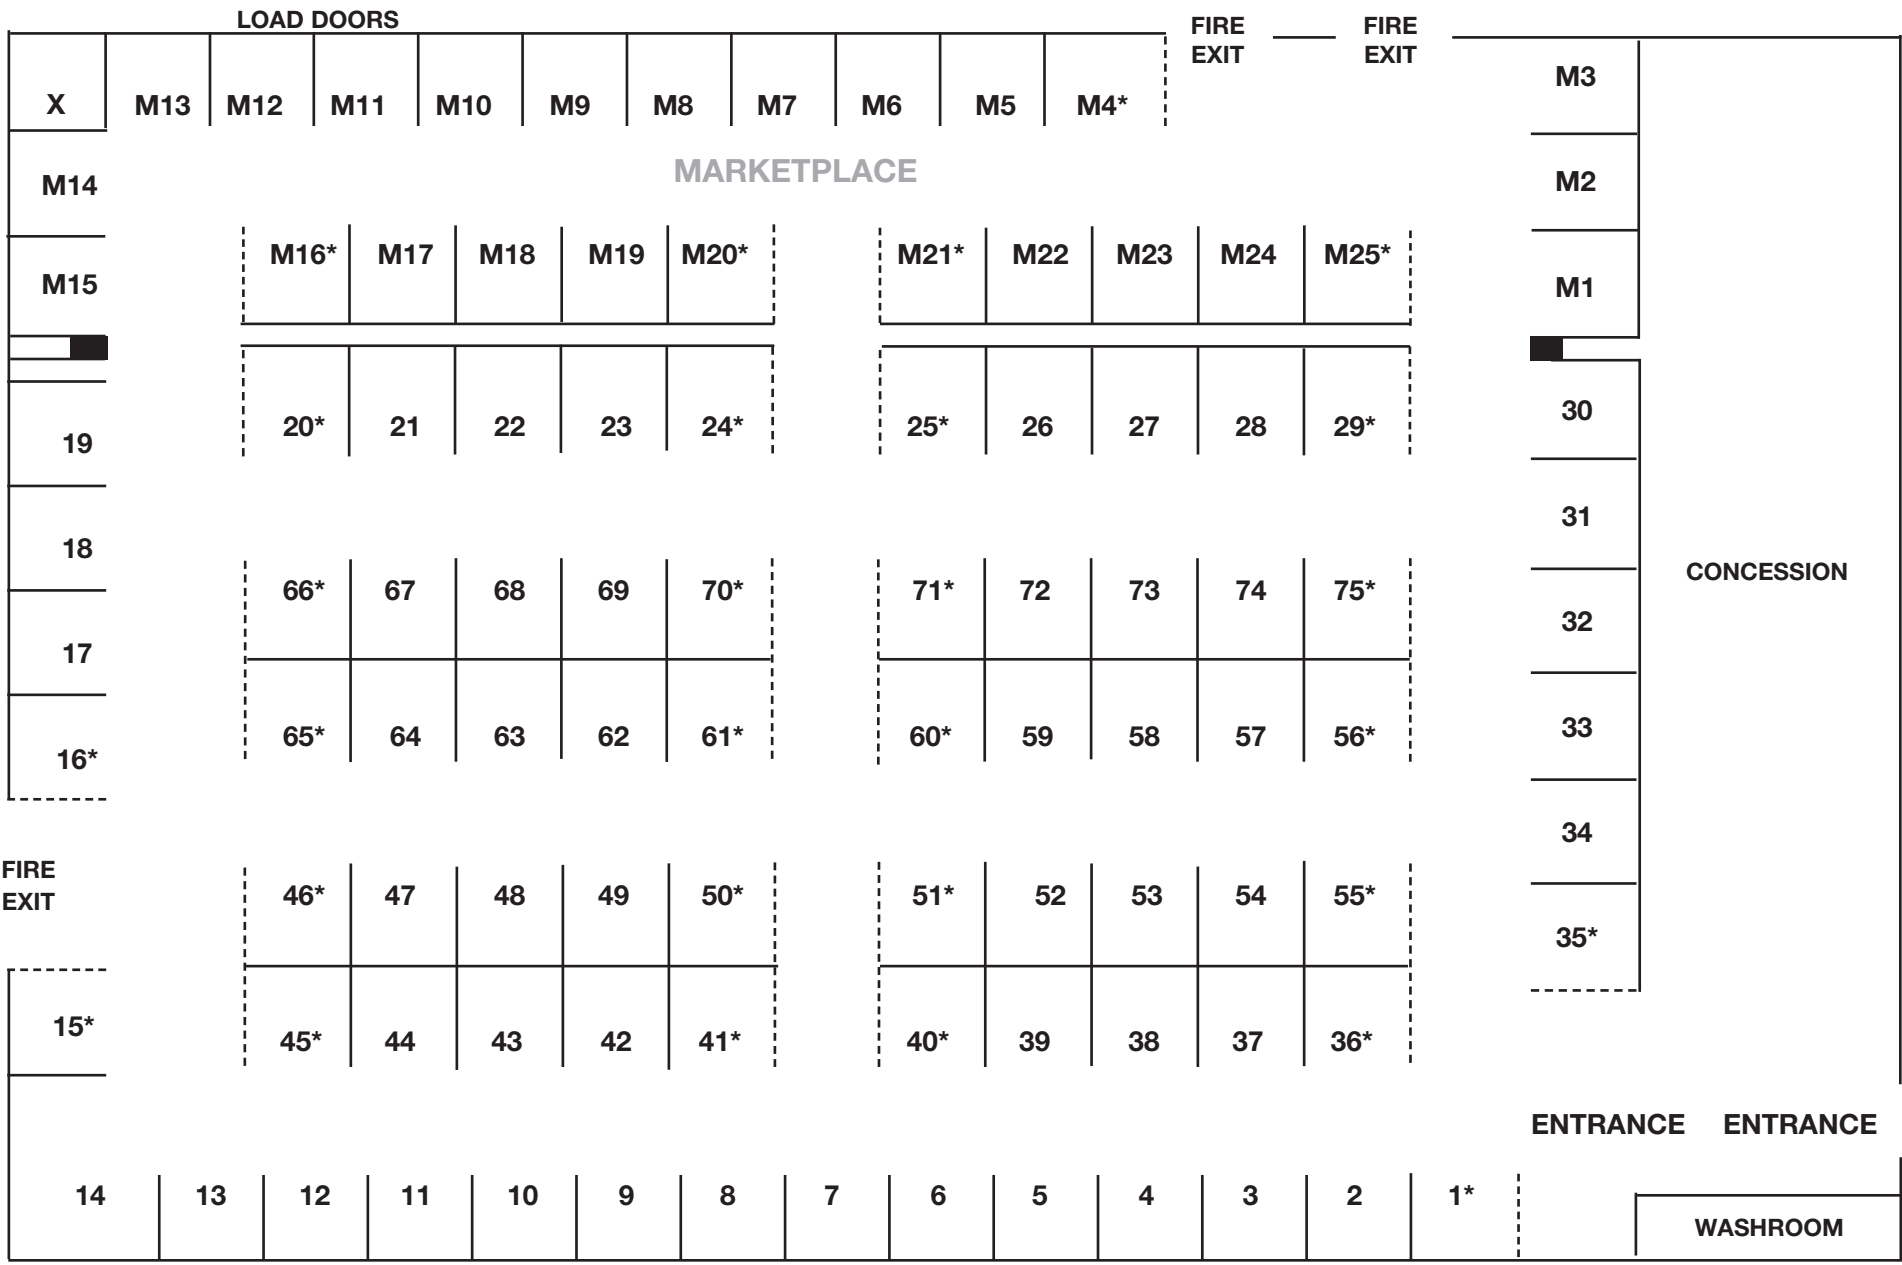 LOAD DOORS
FIRE EXIT
FIRE EXIT
X M13 M12 M11 M10 M9 M8 M7 M6 M5 M4* M3
MARKETPLACE
M14 M2
M16* M17 M18 M19 M20* M21* M22 M23 M24 M25*
M15 M1
20* 21 22 23 24* 25* 26 27 28 29* 30
19
31
18
CONCESSION
66* 67 68 69 70* 71* 72 73 74 75*
32
17
65* 64 63 62 61* 60* 59 58 57 56* 33
16*
34
FIRE
EXIT
46* 47 48 49 50* 51* 52 53 54 55*
35*
15*
45* 44 43 42 41* 40* 39 38 37 36*
ENTRANCE ENTRANCE
14 13 12 11 10 9 8 7 6 5 4 3 2 1*
WASHROOM